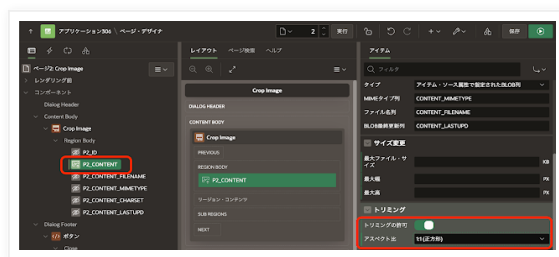 アプリケーション506 \ ページ・デザイナ
2
実行
保存
レイアウト
ページ検索
ヘルプ
アイテム
ページ2: Crop Image
レンダリング前
コンポーネント
Dialog Header
Content Body
Crop Image
Region Body
P2_ID
P2_CONTENT
P2_CONTENT_FILENAME
P2_CONTENT_MIMETYPE
P2_CONTENT_CHARSET
P2_CONTENT_LASTUPD
Dialog Footer
ボタン
Close
Crop Image
DIALOG HEADER
CONTENT BODY
Crop Image
PREVIOUS
REGION BODY
P2_CONTENT
リージョン・コンテンツ
SUB REGIONS
NEXT
フィルタ
タイプ
アイテム・ソース属性で指定されたBLOB列
MIMEタイプ列
CONTENT_MIMETYPE
ファイル名列
CONTENT_FILENAME
BLOB最終更新列
CONTENT_LASTUPD
サイズ変更
最大ファイル・サイズ
KB
最大幅
PX
最大高
PX
トリミング
トリミングの許可
アスペクト比
1:1 (正方形)